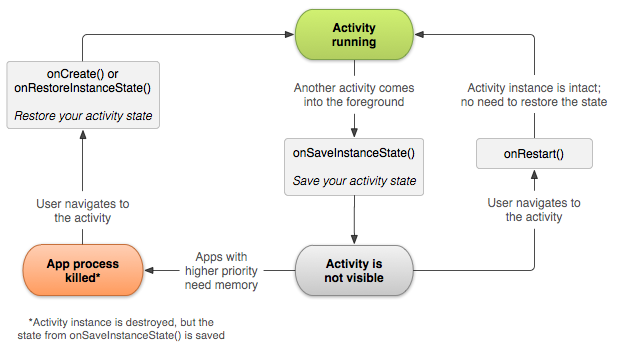 Activity
running
onCreate() or
onRestoreInstanceState()
Restore your activity state
Another activity comes
into the foreground
Activity instance is intact;
no need to restore the state
onSaveInstanceState()
Save your activity state
onRestart()
User navigates to
the activity
User navigates to
the activity
App process
killed*
Apps with
higher priority
need memory
Activity is
not visible
*Activity instance is destroyed, but the
state from onSaveInstanceState() is saved